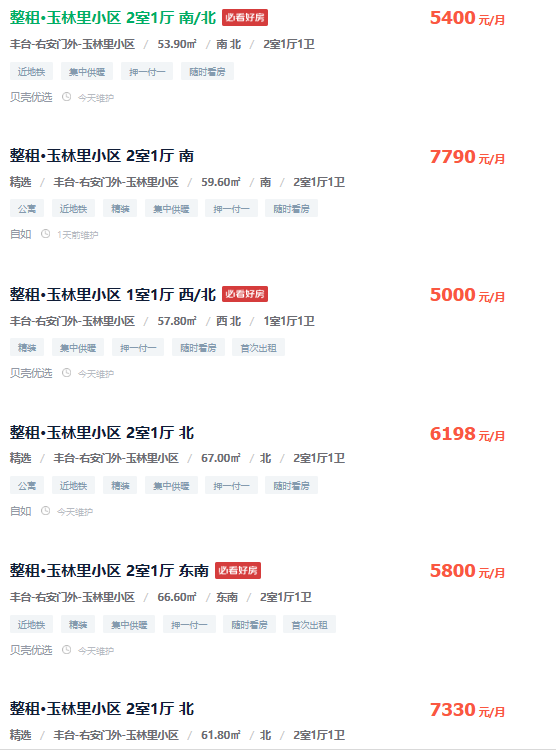 整租·玉林里小区 2室1厅 南/北 必看好房 5400 元/月
丰台-右安门外-玉林里小区 / 53.90㎡ / 南 北 / 2室1厅1卫
近地铁 集中供暖 押一付一 随时看房
贝壳优选 今天维护
整租·玉林里小区 2室1厅 南 7790 元/月
精选 / 丰台-右安门外-玉林里小区 / 59.60㎡ / 南 / 2室1厅1卫
公寓 近地铁 精装 集中供暖 押一付一 随时看房
自如 1天前维护
整租·玉林里小区 1室1厅 西/北 必看好房 5000 元/月
丰台-右安门外-玉林里小区 / 57.80㎡ / 西 北 / 1室1厅1卫
精装 集中供暖 押一付一 随时看房 首次出租
贝壳优选 今天维护
整租·玉林里小区 2室1厅 北 6198 元/月
精选 / 丰台-右安门外-玉林里小区 / 67.00㎡ / 北 / 2室1厅1卫
公寓 近地铁 精装 集中供暖 押一付一 随时看房
自如 今天维护
整租·玉林里小区 2室1厅 东南 必看好房 5800 元/月
丰台-右安门外-玉林里小区 / 66.60㎡ / 东南 / 2室1厅1卫
近地铁 精装 集中供暖 押一付一 随时看房 首次出租
贝壳优选 今天维护
整租·玉林里小区 2室1厅 北 7330 元/月
精选 / 丰台-右安门外-玉林里小区 / 61.80㎡ / 北 / 2室1厅1卫